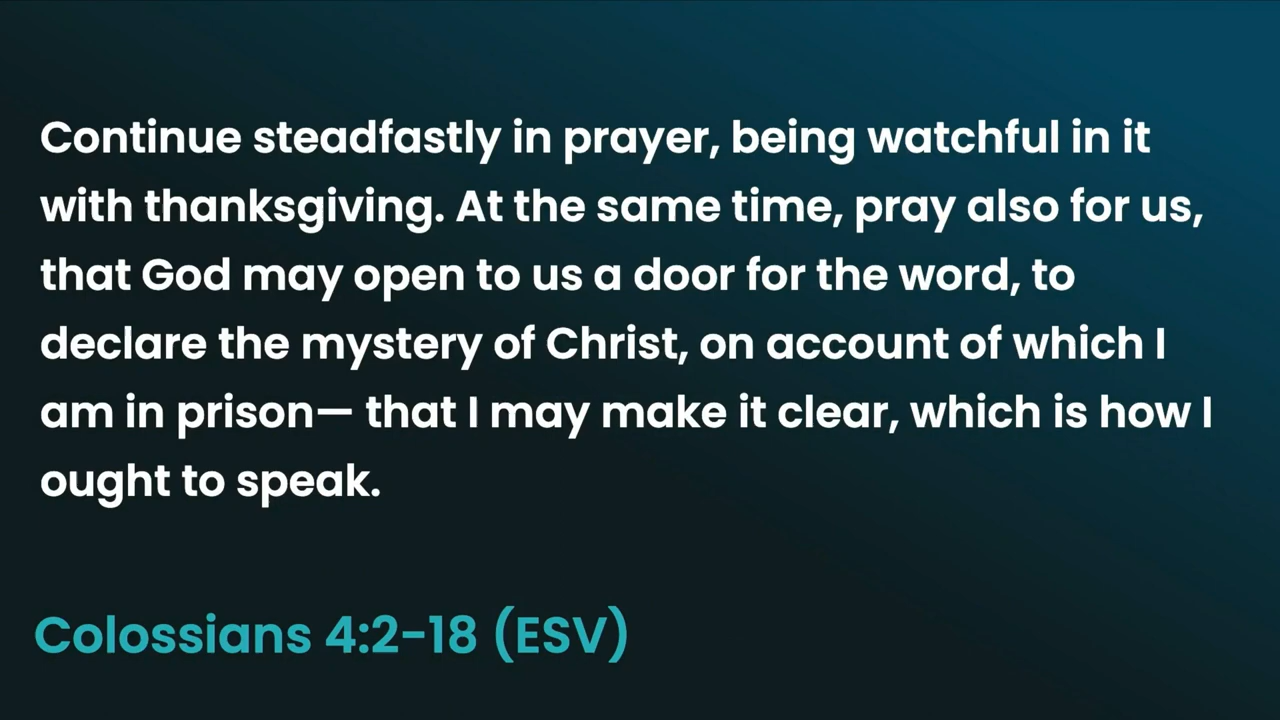 Continue steadfastly in prayer, being watchful in it
with thanksgiving. At the same time, pray also for us,
that God may open to us a door for the word, to
declare the mystery of Christ, on account of which I
am in prison— that I may make it clear, which is how I
ought to speak.
Colossians 4:2-18 (ESV)